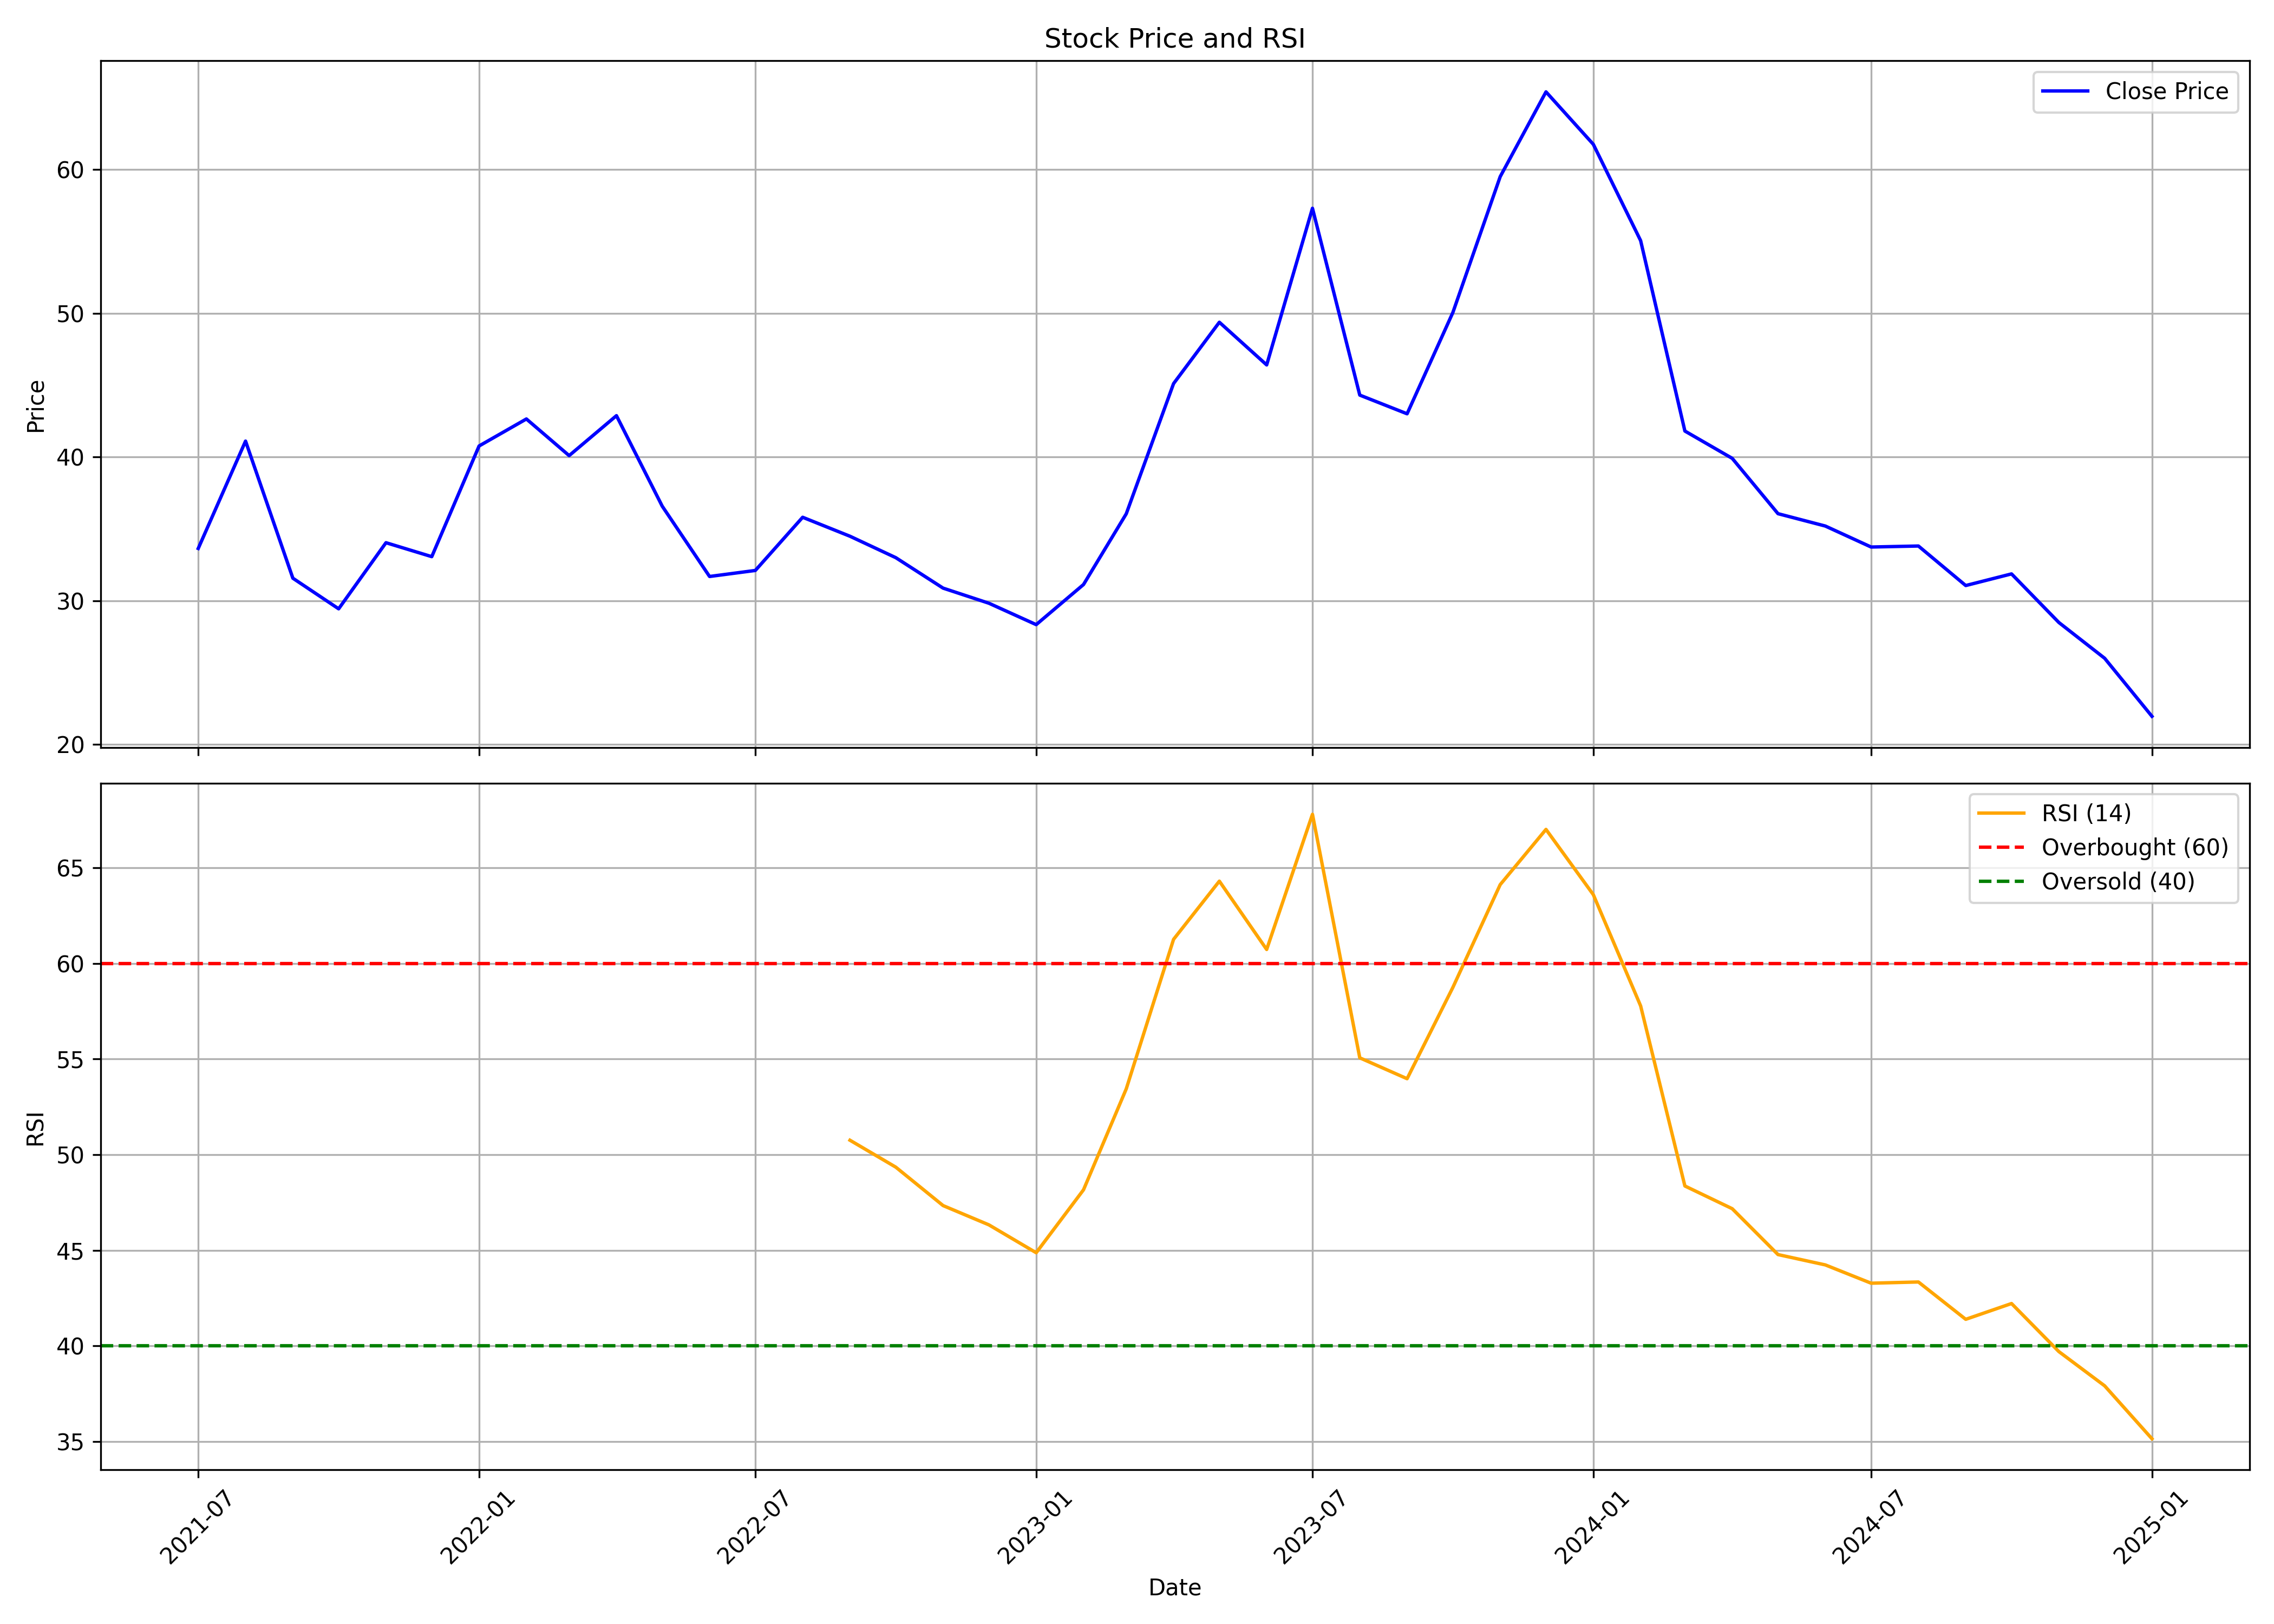 Stock Price and RSI
Close Price
Price
60
50
40
30
20
RSI (14)
Overbought (60)
Oversold (40)
RSI
65
60
55
50
45
40
35
2021-07
2022-01
2022-07
2023-01
2023-07
2024-01
2024-07
2025-01
Date